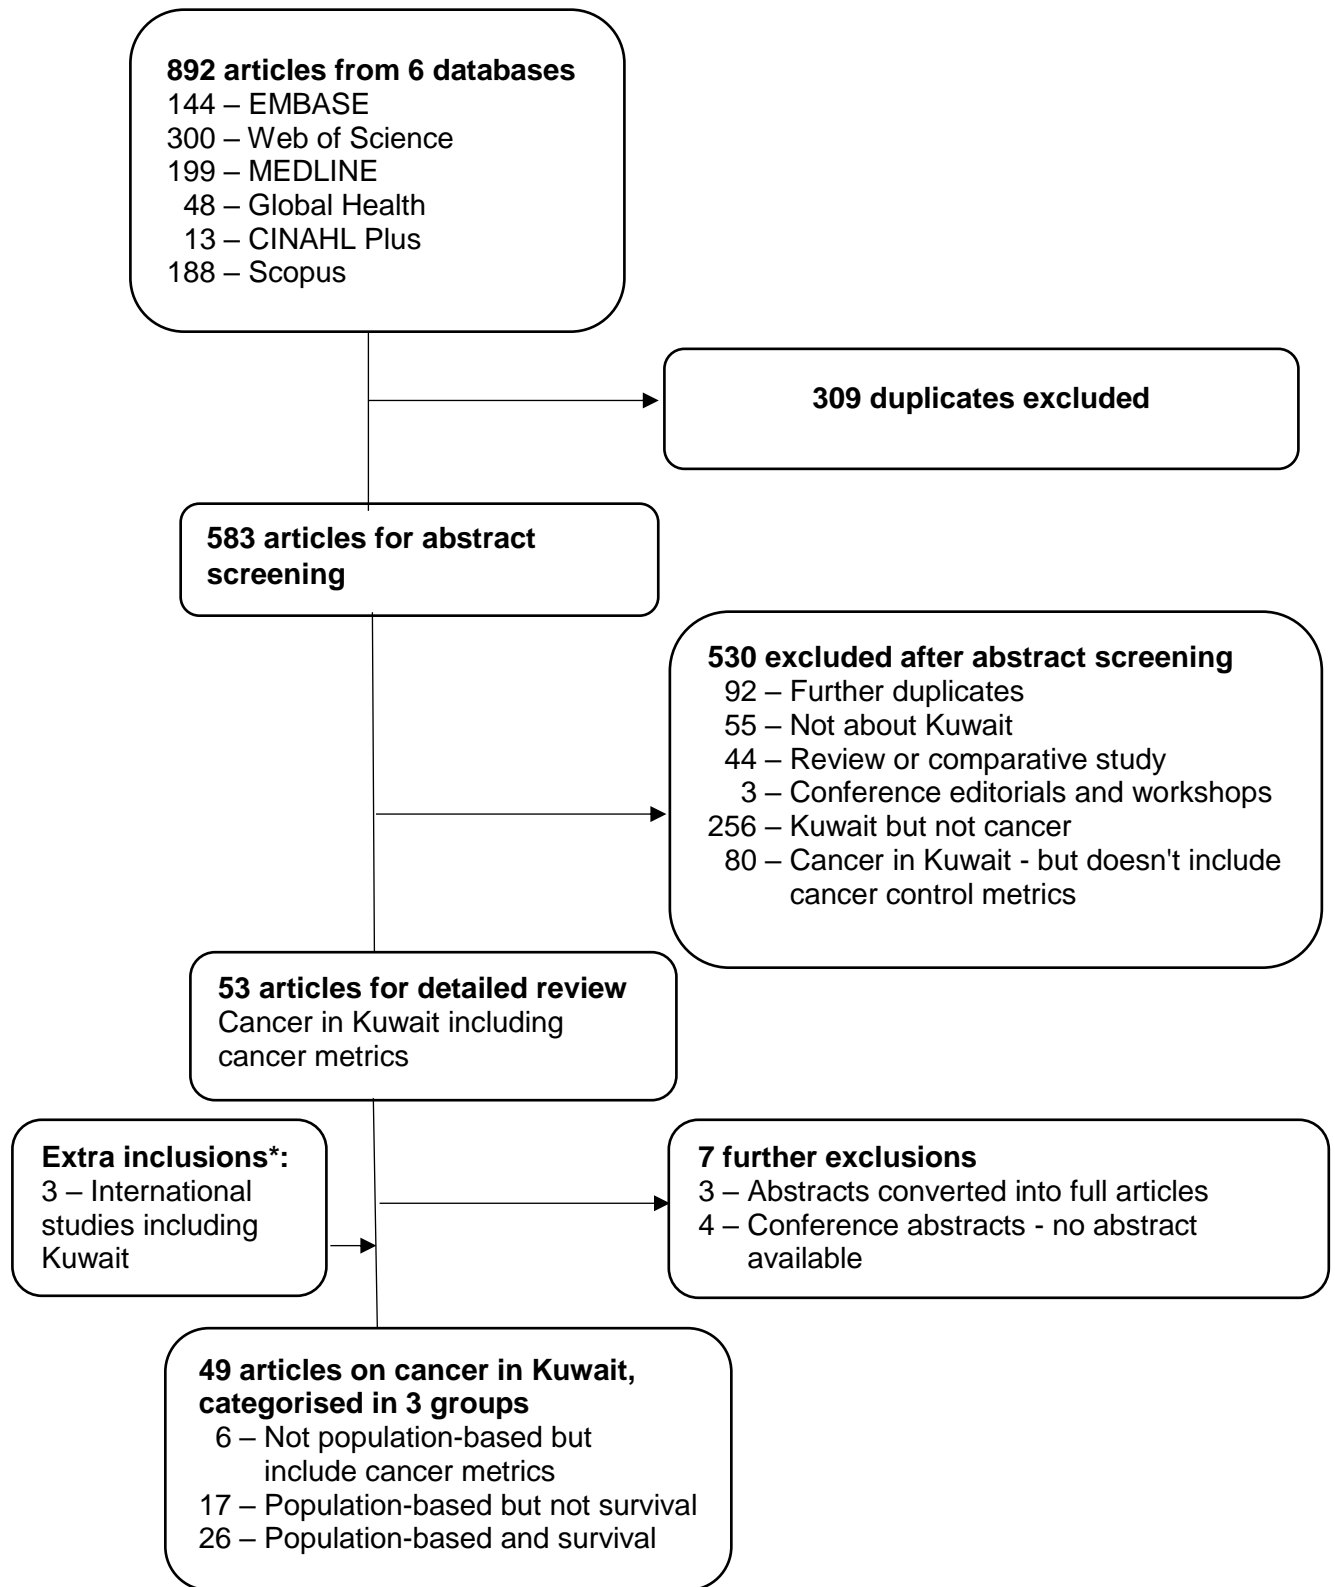 892 articles from 6 databases
144 – EMBASE
300 – Web of Science
199 – MEDLINE
48 – Global Health
13 – CINAHL Plus
188 – Scopus
309 duplicates excluded
583 articles for abstract
screening
530 excluded after abstract screening
92 – Further duplicates
55 – Not about Kuwait
44 – Review or comparative study
3 – Conference editorials and workshops
256 – Kuwait but not cancer
80 – Cancer in Kuwait - but doesn't include
cancer control metrics
53 articles for detailed review
Cancer in Kuwait including
cancer metrics
Extra inclusions*:
3 – International
studies including
Kuwait
7 further exclusions
3 – Abstracts converted into full articles
4 – Conference abstracts - no abstract
available
49 articles on cancer in Kuwait,
categorised in 3 groups
6 – Not population-based but
include cancer metrics
17 – Population-based but not survival
26 – Population-based and survival